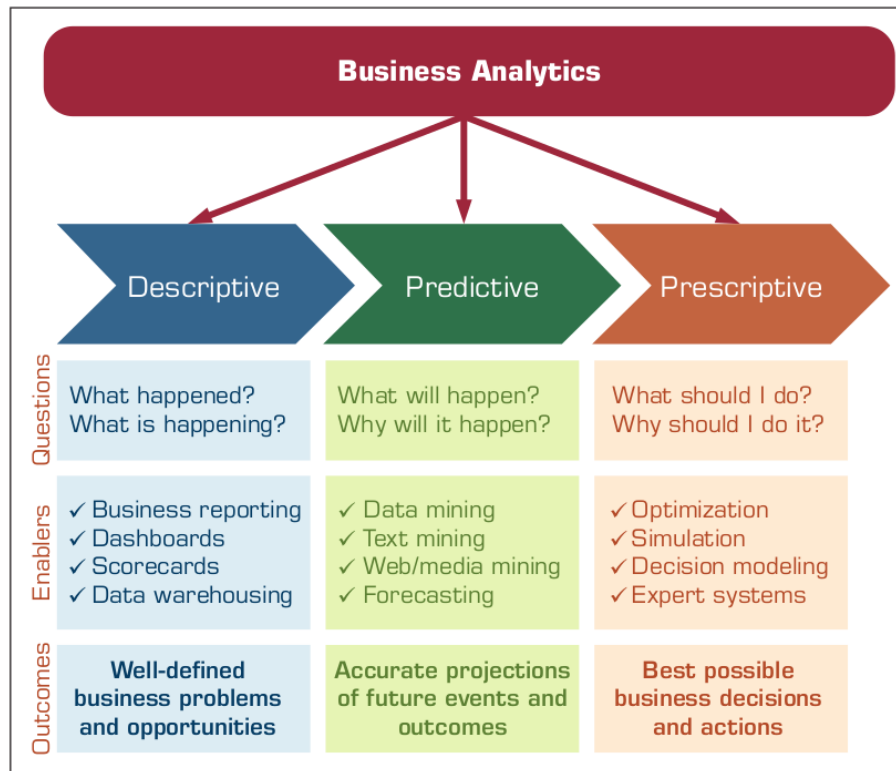 Business Analytics
Descriptive
Predictive
Prescriptive
Questions
What happened?
What is happening?
What will happen?
Why will it happen?
What should I do?
Why should I do it?
Enablers
✓ Business reporting
✓ Dashboards
✓ Scorecards
✓ Data warehousing
✓ Data mining
✓ Text mining
✓ Web/media mining
✓ Forecasting
✓ Optimization
✓ Simulation
✓ Decision modeling
✓ Expert systems
Outcomes
Well-defined
business problems
and opportunities
Accurate projections
of future events and
outcomes
Best possible
business decisions
and actions